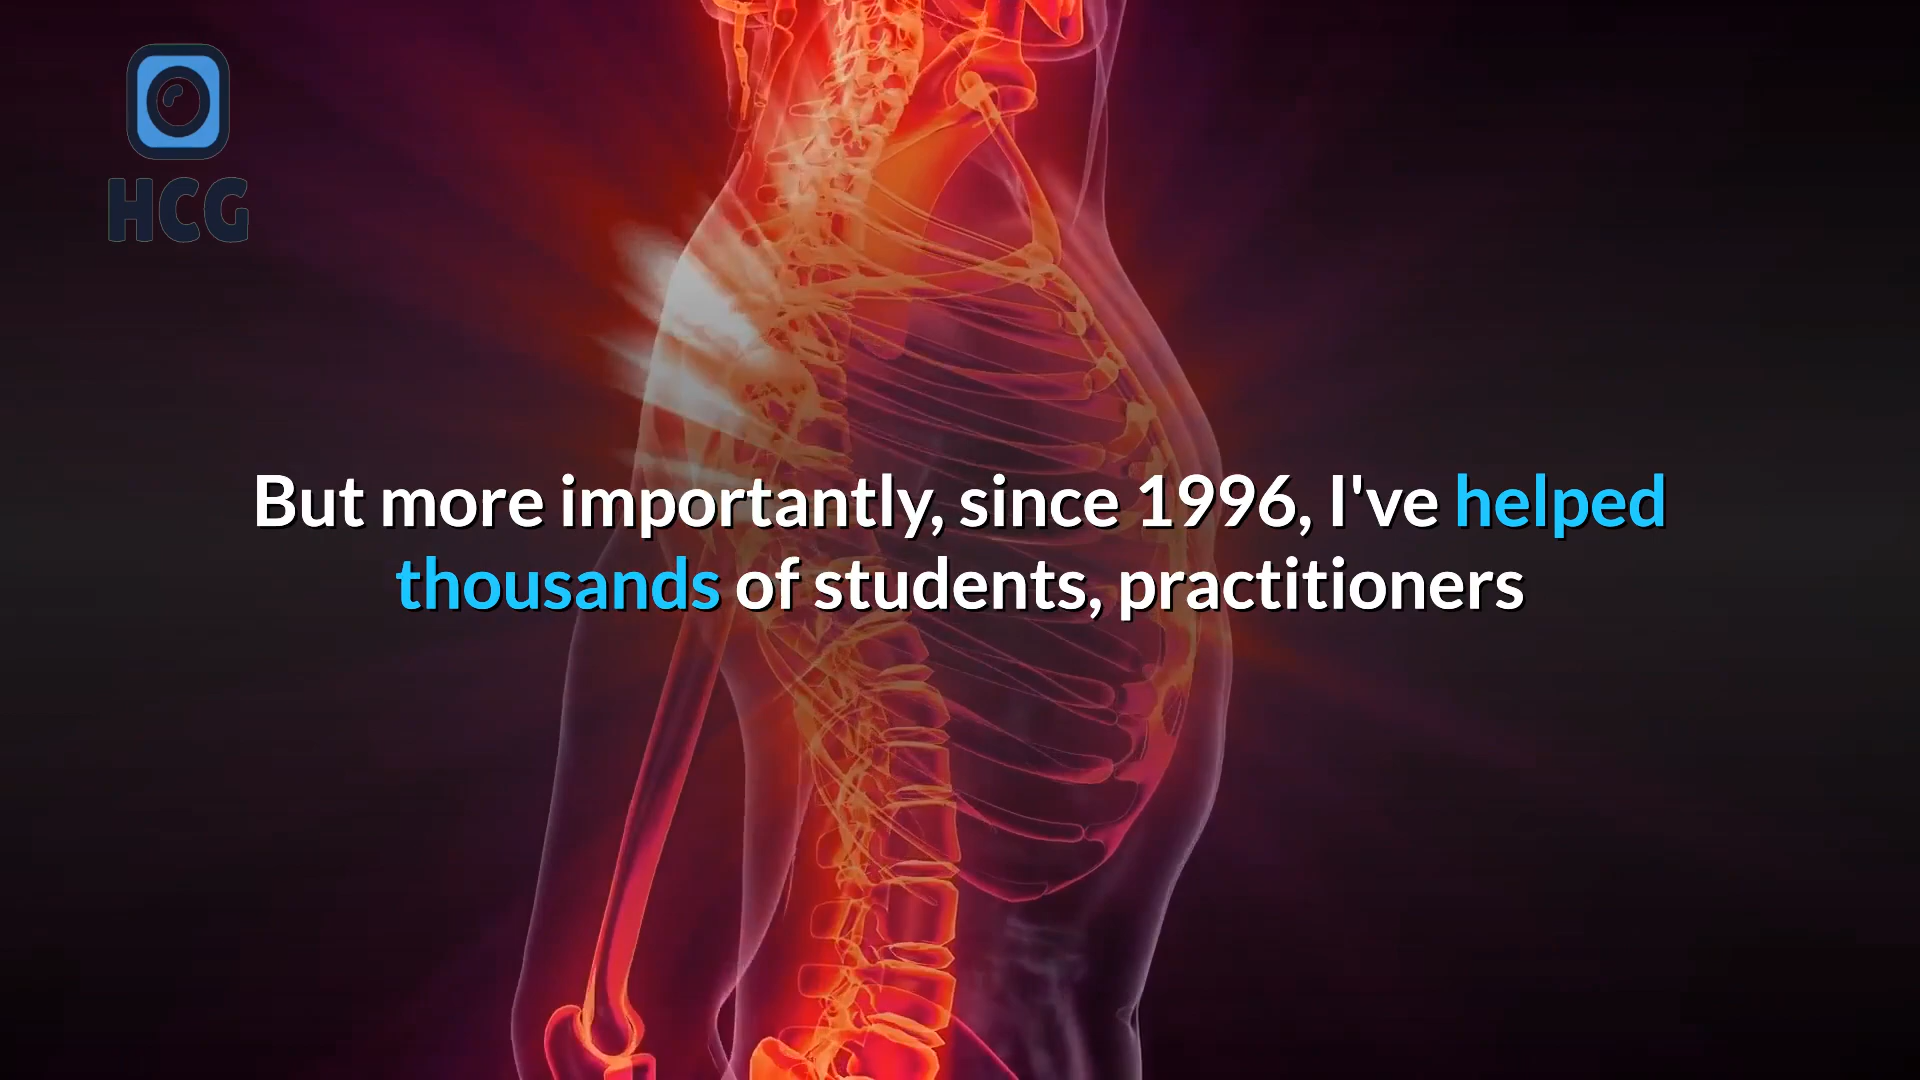 HCG
But more importantly, since 1996, I've helped
thousands of students, practitioners